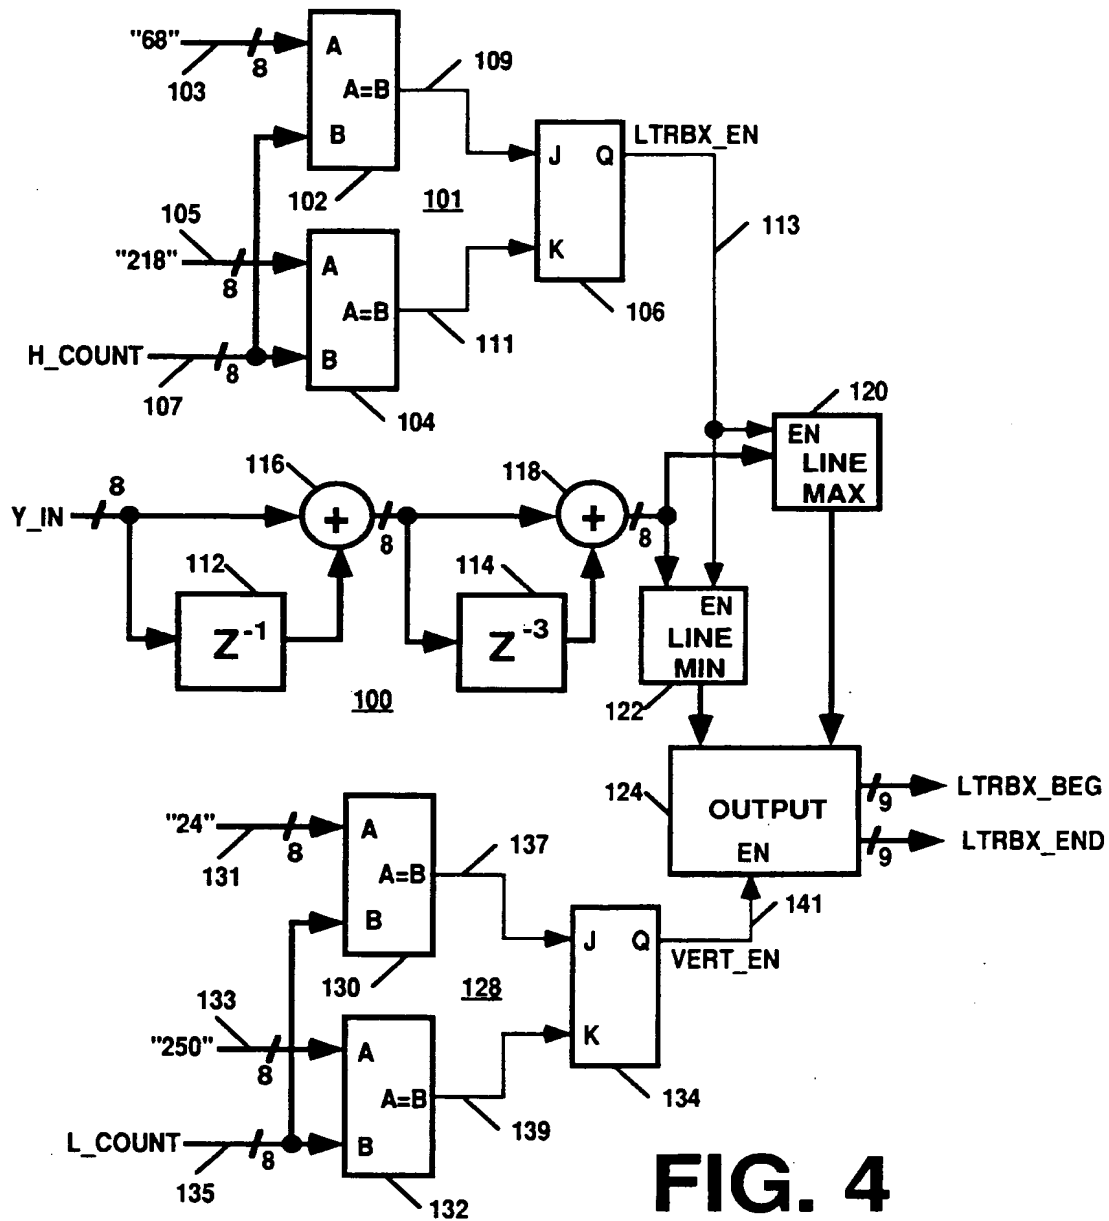 "68"
8
103
A
A=B
B
102
109
101
J
Q
K
106
LTRBX_EN
113
105
"218"
8
A
A=B
B
104
111
H_COUNT
8
107
120
EN
LINE
MAX
Y_IN
8
116
+
8
118
+
8
112
Z-1
114
Z-3
100
EN
LINE
MIN
122
124
OUTPUT
EN
9
LTRBX_BEG
9
LTRBX_END
"24"
8
131
A
A=B
B
130
137
128
J
Q
K
134
VERT_EN
141
133
"250"
8
A
A=B
B
132
139
L_COUNT
8
135
FIG. 4